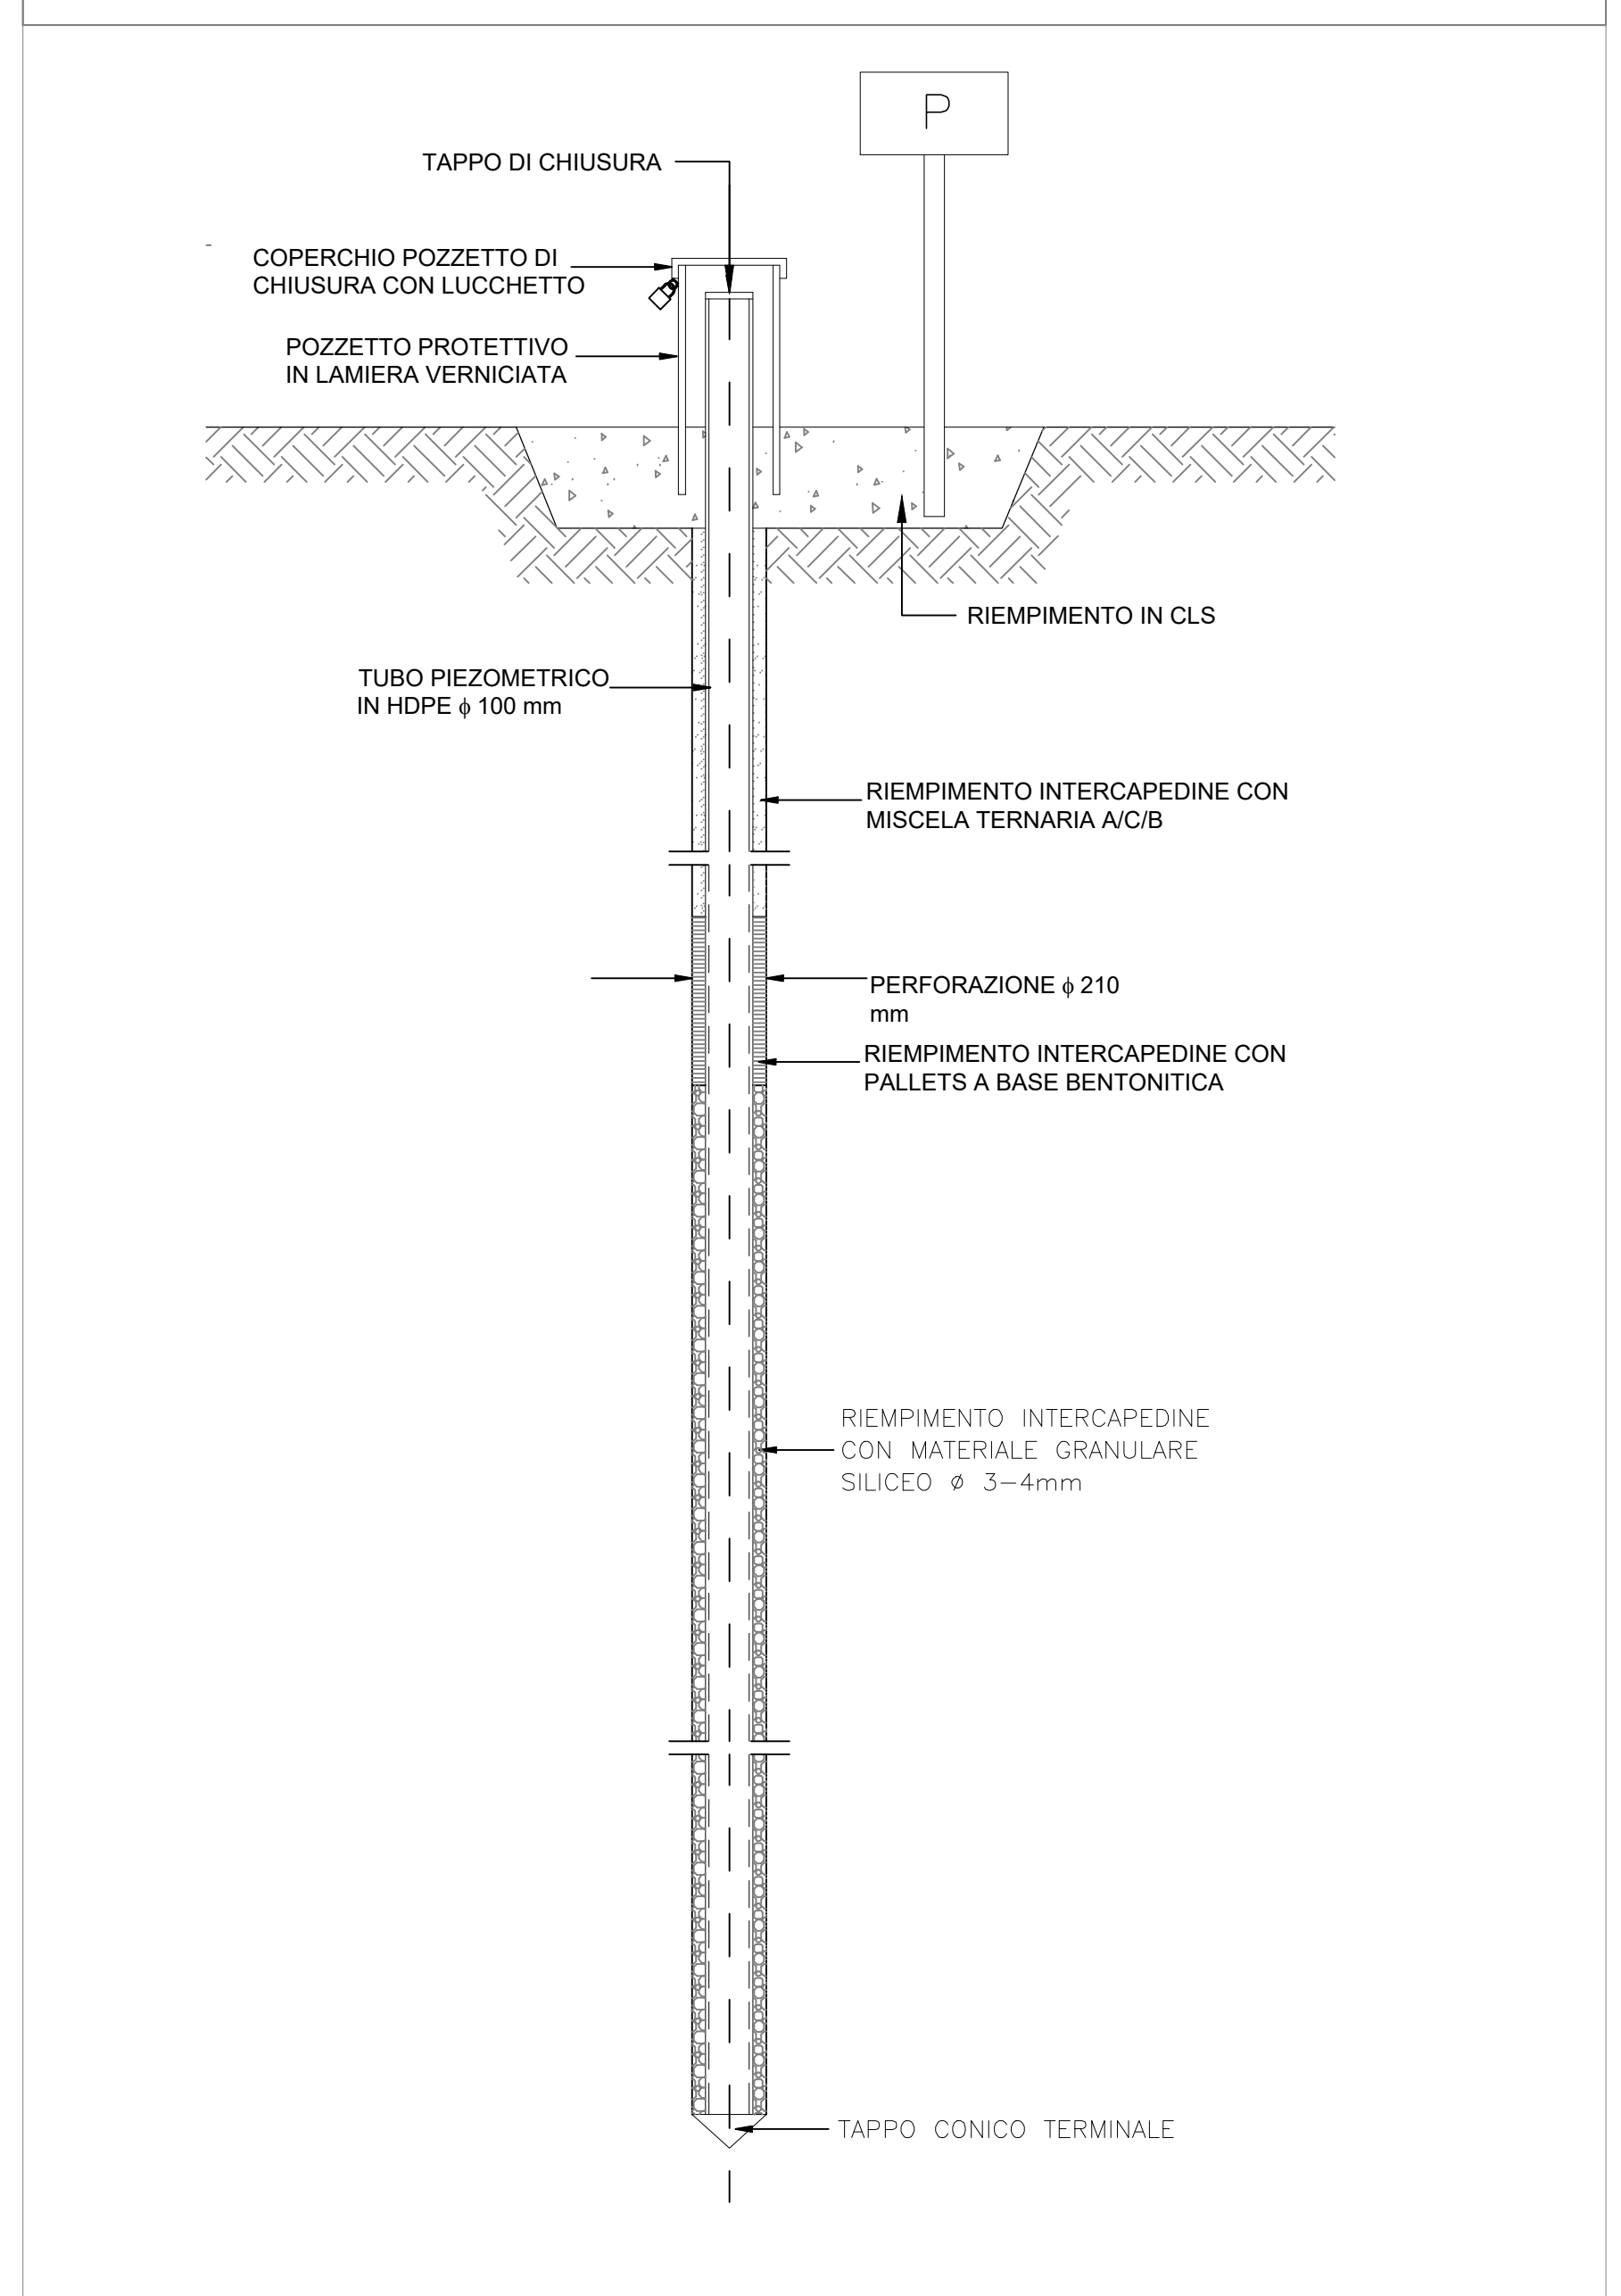 P
TAPPO DI CHIUSURA
COPERCHIO POZZETTO DI
CHIUSURA CON LUCCHETTO
POZZETTO PROTETTIVO
IN LAMIERA VERNICIATA
RIEMPIMENTO IN CLS
TUBO PIEZOMETRICO
IN HDPE ϕ 100 mm
RIEMPIMENTO INTERCAPEDINE CON
MISCELA TERNARIA A/C/B
PERFORAZIONE ϕ 210
mm
RIEMPIMENTO INTERCAPEDINE CON
PALLETS A BASE BENTONITICA
RIEMPIMENTO INTERCAPEDINE
CON MATERIALE GRANULARE
SILICEO ø 3-4mm
TAPPO CONICO TERMINALE